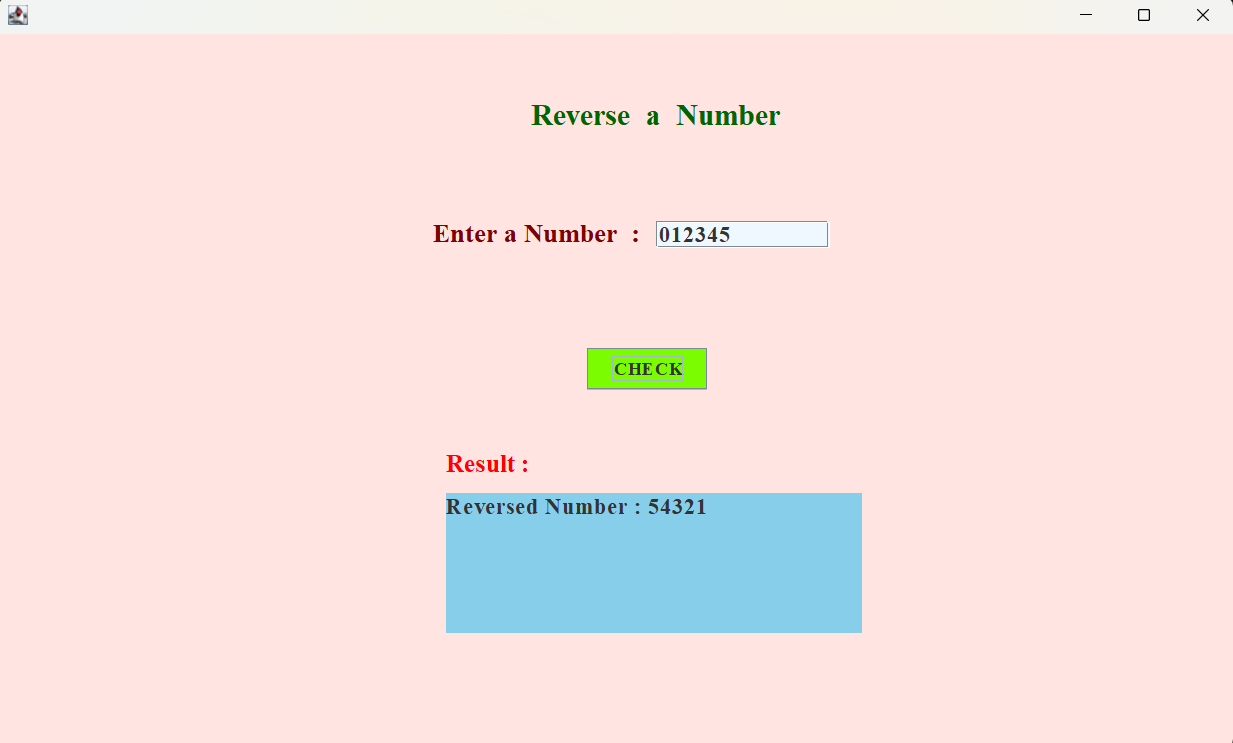 Reverse a Number
Enter a Number : 012345
CHECK
Result :
Reversed Number : 54321